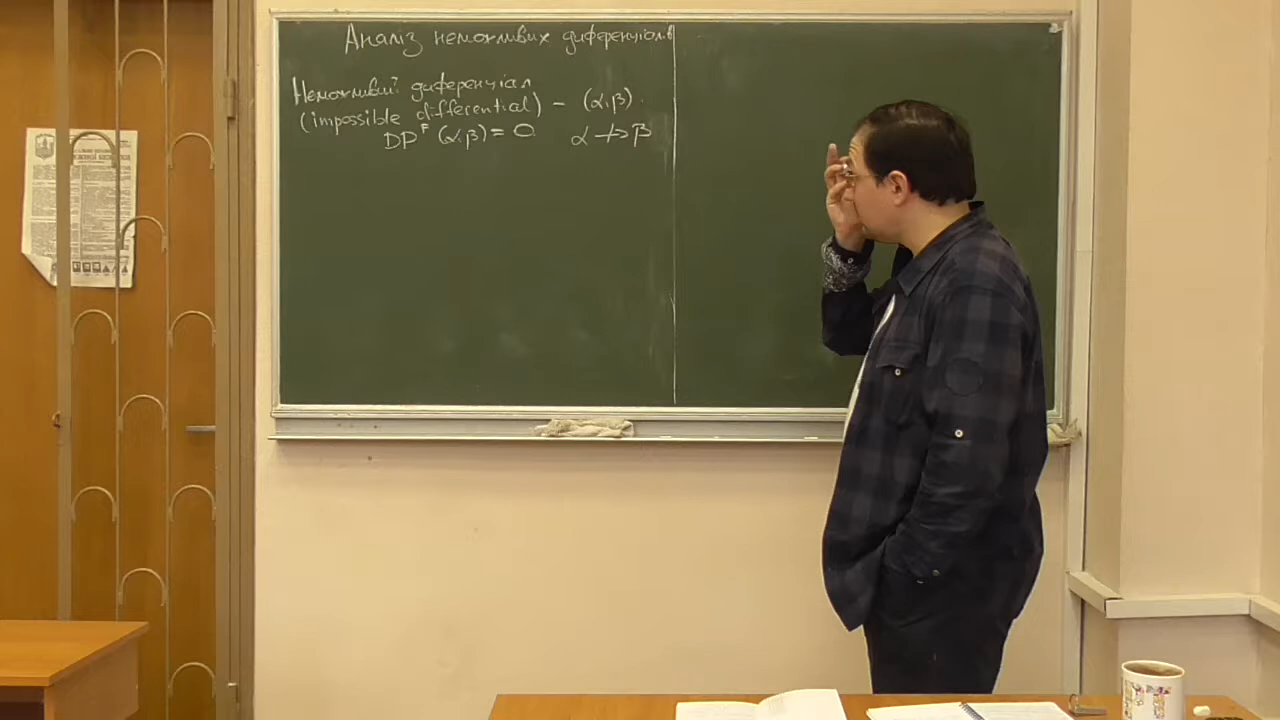 Аналіз неможливих диференціалів
Неможливий диференціал
(impossible differential) – (α,β).
DP^F (α,β) = 0 α ↛ β